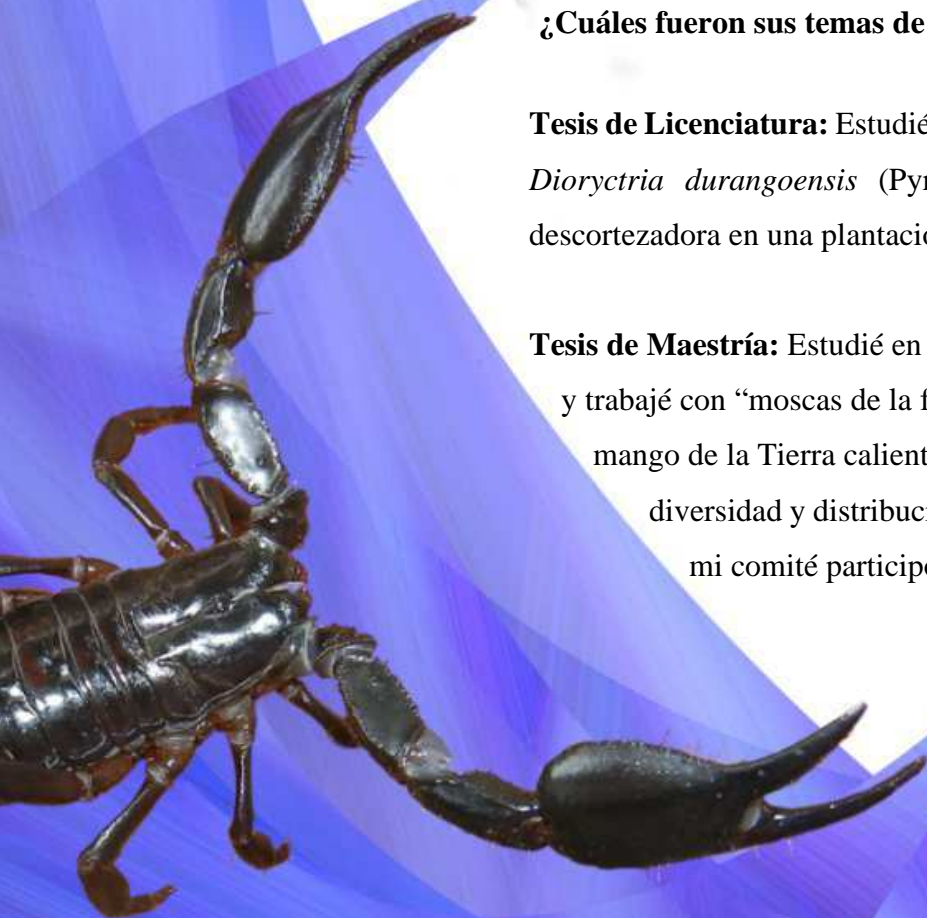 ¿Cuáles fueron sus temas de
Tesis de Licenciatura: Estudié
Dioryctria durangoensis (Pyr
descortezadora en una plantació
Tesis de Maestría: Estudié en
y trabajé con “moscas de la f
mango de la Tierra calient
diversidad y distribuci
mi comité participó